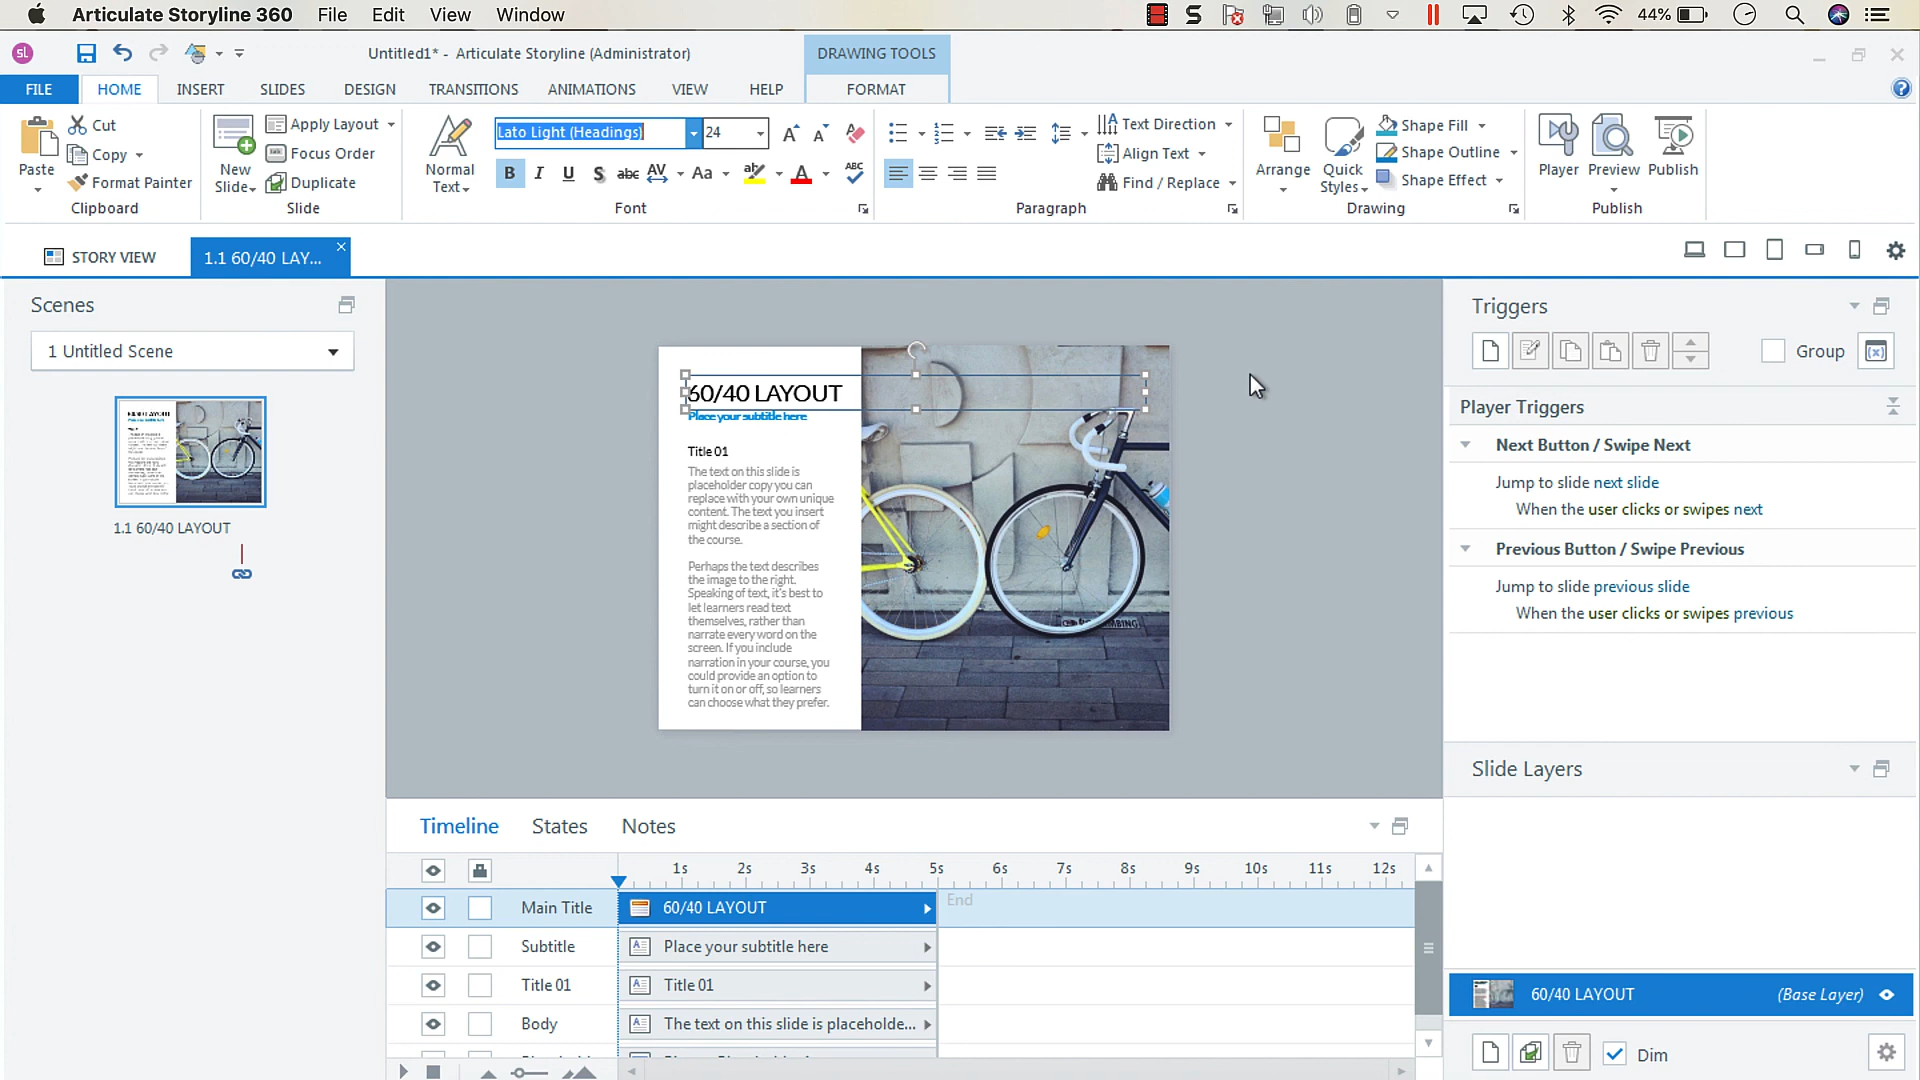 Articulate Storyline 360 File Edit View Window 44%
SL Untitled1* - Articulate Storyline (Administrator) DRAWING TOOLS
FILE HOME INSERT SLIDES DESIGN TRANSITIONS ANIMATIONS VIEW HELP FORMAT
Paste
Cut
Copy
Format Painter
Clipboard
New
Slide
Apply Layout
Focus Order
Duplicate
Slide
Normal
Text
Lato Light (Headings) 24
B I U S abc AV Aa ab A ABC
Font
Text Direction
Align Text
Find / Replace
Paragraph
Arrange
Quick
Styles
Shape Fill
Shape Outline
Shape Effect
Drawing
Player Preview Publish
Publish
STORY VIEW 1.1 60/40 LAY...
Scenes
1 Untitled Scene
1.1 60/40 LAYOUT
60/40 LAYOUT
Place your subtitle here
Title 01
The text on this slide is
placeholder copy you can
replace with your own unique
content. The text you insert
might describe a section of
the course.
Perhaps the text describes
the image to the right.
Speaking of text, it's best to
let learners read text
themselves, rather than
narrate every word on the
screen. If you include
narration in your course, you
could provide an option to
turn it on or off, so learners
can choose what they prefer.
Triggers
Group
Player Triggers
Next Button / Swipe Next
Jump to slide next slide
When the user clicks or swipes next
Previous Button / Swipe Previous
Jump to slide previous slide
When the user clicks or swipes previous
Slide Layers
60/40 LAYOUT (Base Layer)
Dim
Timeline States Notes
1s 2s 3s 4s 5s 6s 7s 8s 9s 10s 11s 12s
Main Title 60/40 LAYOUT End
Subtitle Place your subtitle here
Title 01 Title 01
Body The text on this slide is placeholde...